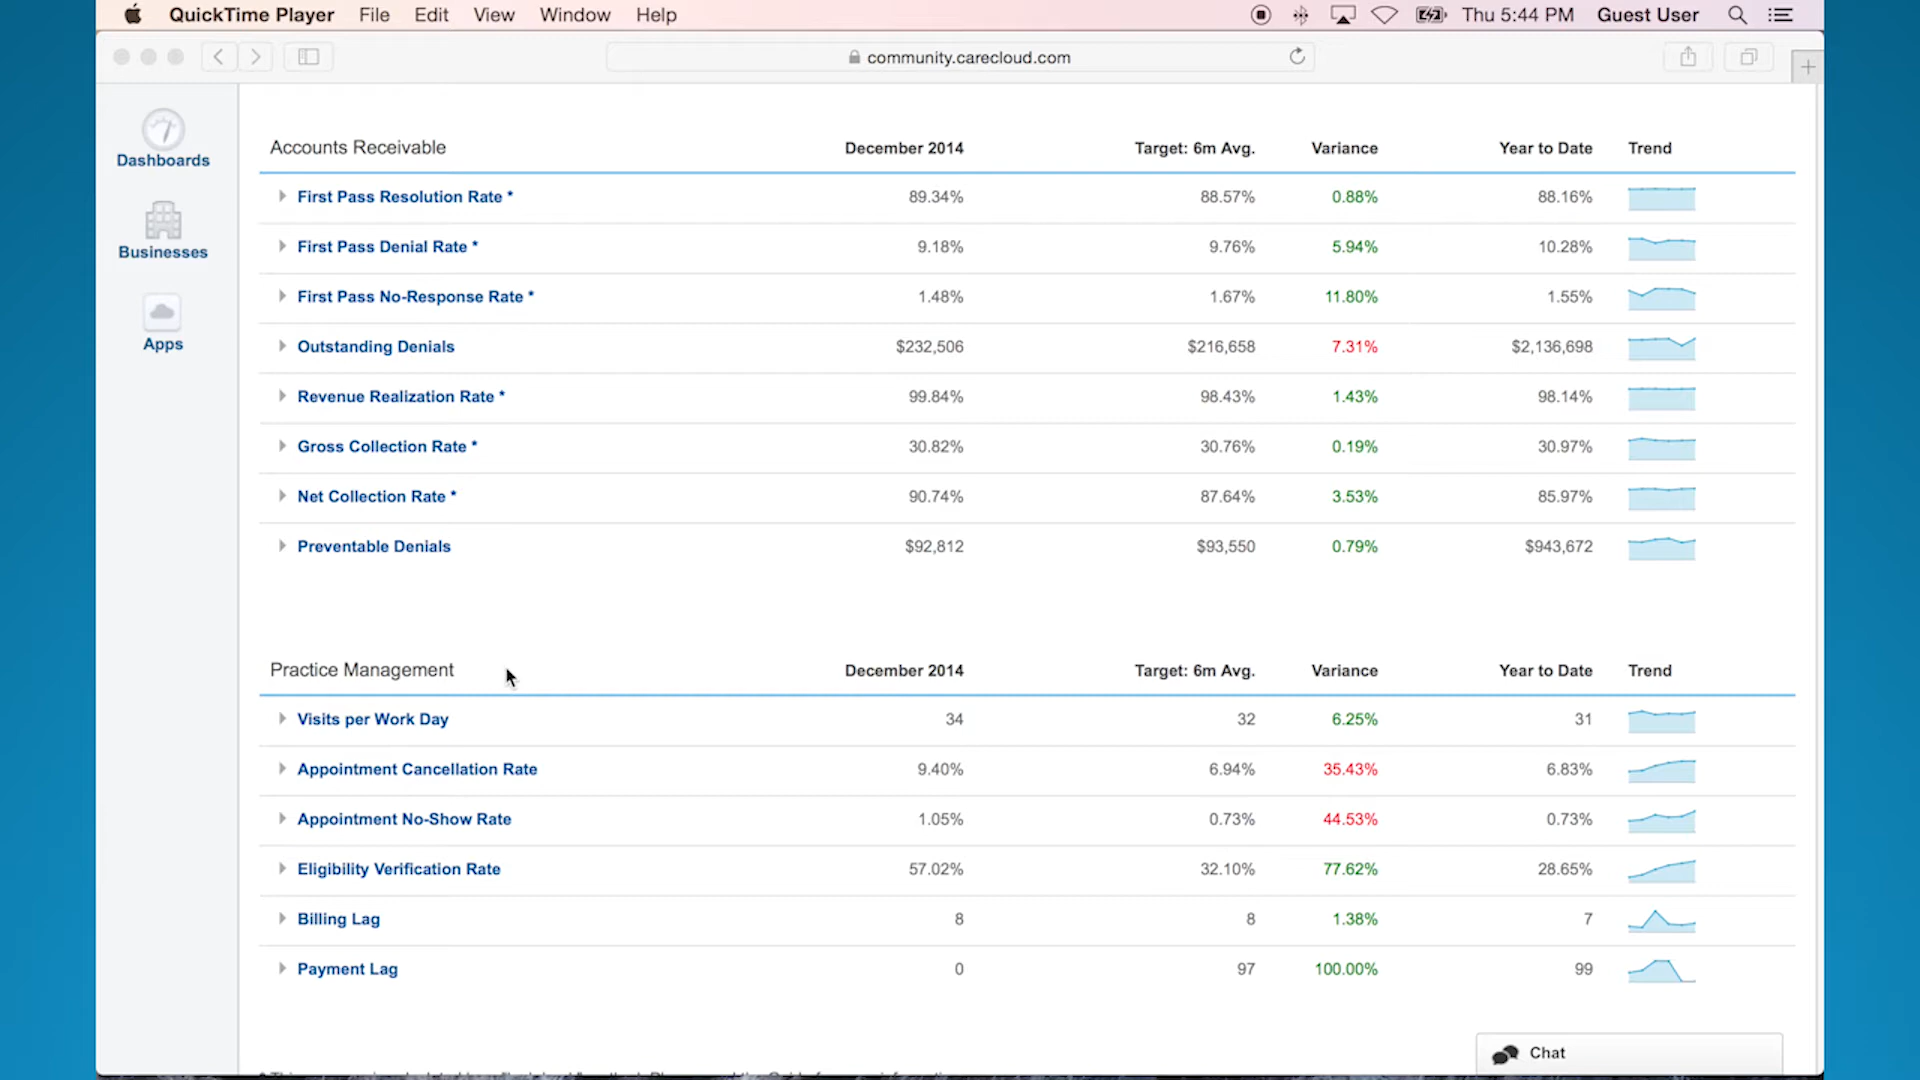 QuickTime Player File Edit View Window Help Thu 5:44 PM Guest User
community.carecloud.com
Dashboards
Businesses
Apps
Accounts Receivable December 2014 Target: 6m Avg. Variance Year to Date Trend
First Pass Resolution Rate * 89.34% 88.57% 0.88% 88.16%
First Pass Denial Rate * 9.18% 9.76% 5.94% 10.28%
First Pass No-Response Rate * 1.48% 1.67% 11.80% 1.55%
Outstanding Denials $232,506 $216,658 7.31% $2,136,698
Revenue Realization Rate * 99.84% 98.43% 1.43% 98.14%
Gross Collection Rate * 30.82% 30.76% 0.19% 30.97%
Net Collection Rate * 90.74% 87.64% 3.53% 85.97%
Preventable Denials $92,812 $93,550 0.79% $943,672
Practice Management December 2014 Target: 6m Avg. Variance Year to Date Trend
Visits per Work Day 34 32 6.25% 31
Appointment Cancellation Rate 9.40% 6.94% 35.43% 6.83%
Appointment No-Show Rate 1.05% 0.73% 44.53% 0.73%
Eligibility Verification Rate 57.02% 32.10% 77.62% 28.65%
Billing Lag 8 8 1.38% 7
Payment Lag 0 97 100.00% 99
Chat